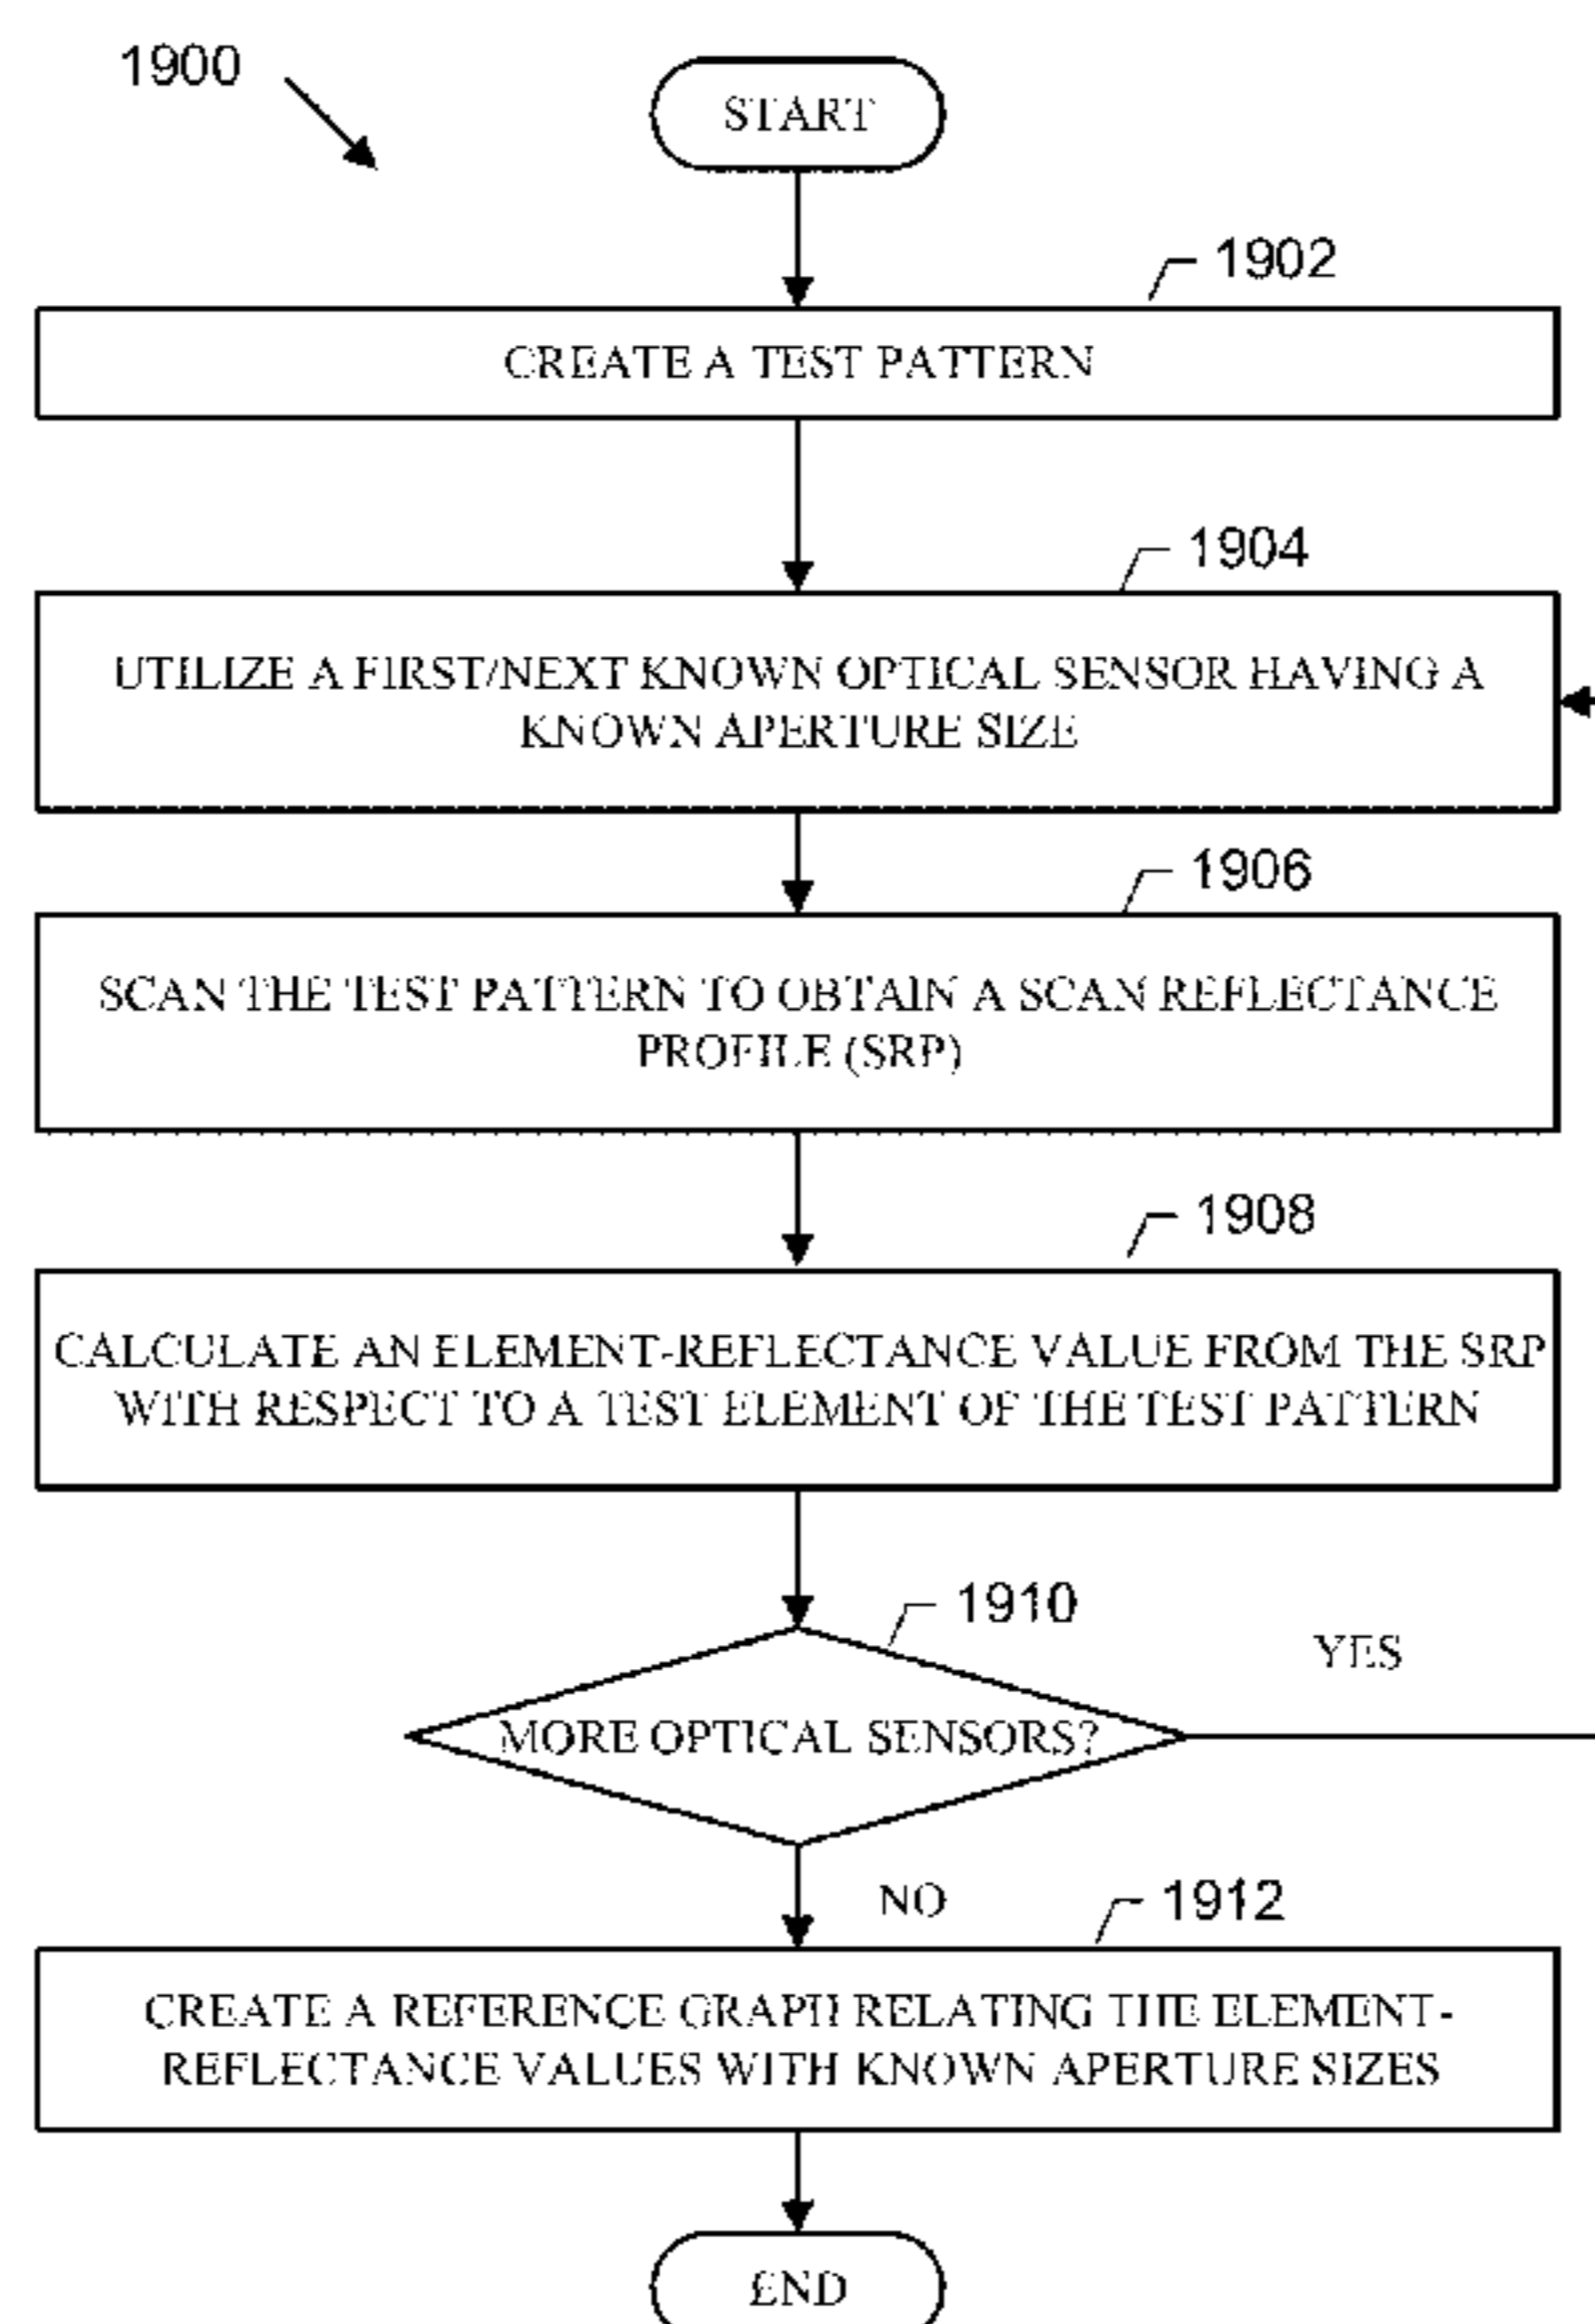 1900
START
1902
CREATE A TEST PATTERN
1904
UTILIZE A FIRST/NEXT KNOWN OPTICAL SENSOR HAVING A
KNOWN APERTURE SIZE
1906
SCAN THE TEST PATTERN TO OBTAIN A SCAN REFLECTANCE
PROFILE (SRP)
1908
CALCULATE AN ELEMENT-REFLECTANCE VALUE FROM THE SRP
WITH RESPECT TO A TEST ELEMENT OF THE TEST PATTERN
1910
YES
MORE OPTICAL SENSORS?
NO
1912
CREATE A REFERENCE GRAPH RELATING THE ELEMENT-
REFLECTANCE VALUES WITH KNOWN APERTURE SIZES
END